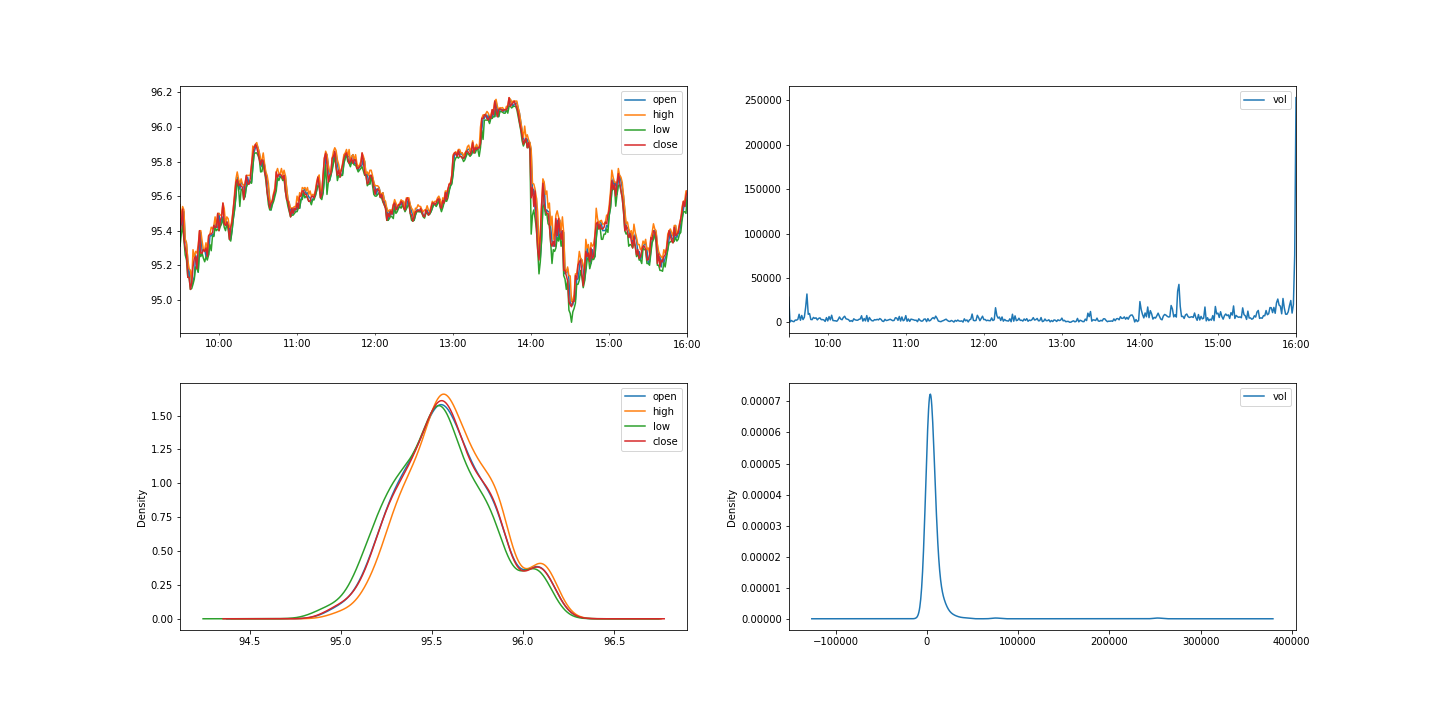 96.2
96.0
95.8
95.6
95.4
95.2
95.0
10:00 11:00 12:00 13:00 14:00 15:00 16:00
open
high
low
close
250000
200000
150000
100000
50000
0
10:00 11:00 12:00 13:00 14:00 15:00 16:00
vol
Density
1.50
1.25
1.00
0.75
0.50
0.25
0.00
94.5 95.0 95.5 96.0 96.5
open
high
low
close
Density
0.00007
0.00006
0.00005
0.00004
0.00003
0.00002
0.00001
0.00000
−100000 0 100000 200000 300000 400000
vol